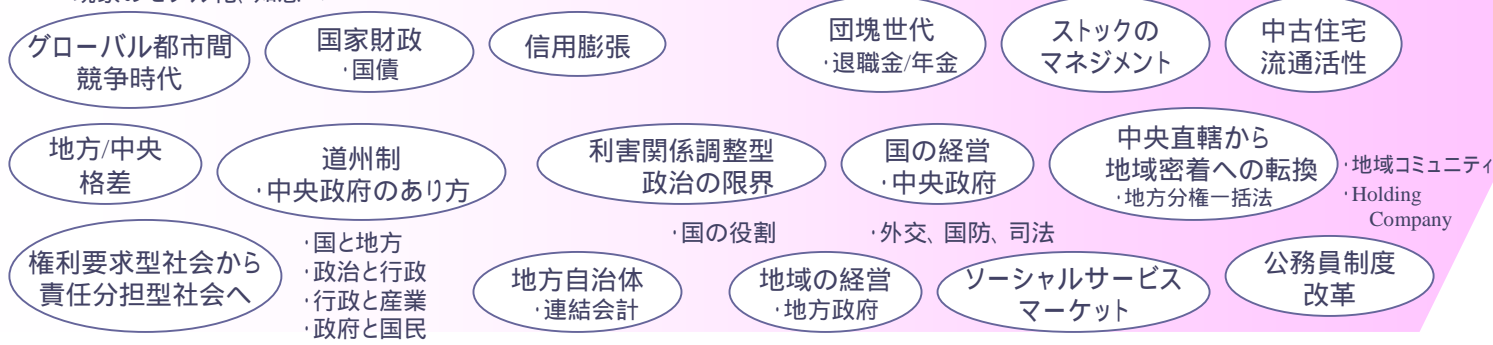 グローバル都市間
競争時代
国家財政
・国債
信用膨張
団塊世代
・退職金/年金
ストックの
マネジメント
中古住宅
流通活性
地方/中央
格差
道州制
・中央政府のあり方
利害関係調整型
政治の限界
国の経営
・中央政府
中央直轄から
地域密着への転換
・地方分権一括法
・地域コミュニティ
・Holding
Company
・国の役割
・外交、国防、司法
権利要求型社会から
責任分担型社会へ
・国と地方
・政治と行政
・行政と産業
・政府と国民
地方自治体
・連結会計
地域の経営
・地方政府
ソーシャルサービス
マーケット
公務員制度
改革